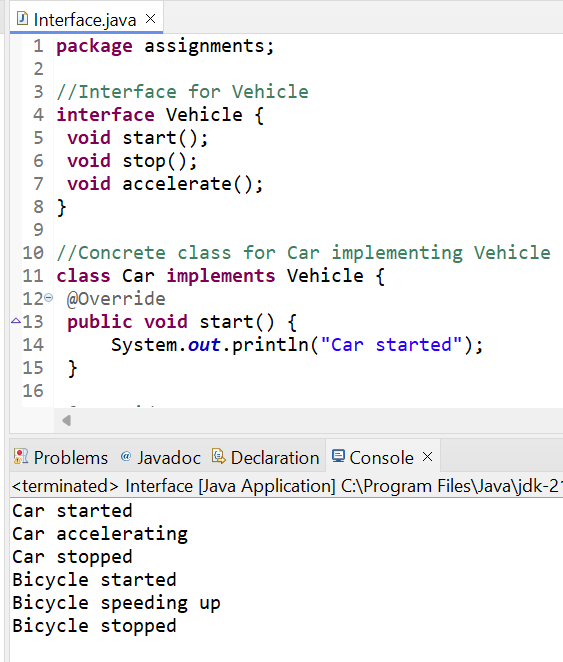 Interface.java ×
1 package assignments;
2
3 //Interface for Vehicle
4 interface Vehicle {
5  void start();
6  void stop();
7  void accelerate();
8 }
9
10 //Concrete class for Car implementing Vehicle
11 class Car implements Vehicle {
12  @Override
13  public void start() {
14      System.out.println("Car started");
15  }
16
Problems @ Javadoc Declaration Console ×
<terminated> Interface [Java Application] C:\Program Files\Java\jdk-21
Car started
Car accelerating
Car stopped
Bicycle started
Bicycle speeding up
Bicycle stopped